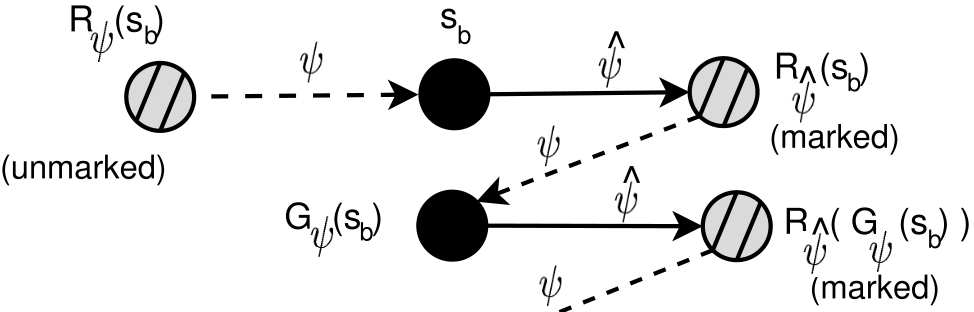 R_ψ(s_b)
s_b
ψ
ψ̂
R_ψ̂(s_b)
(marked)
(unmarked)
ψ
ψ̂
G_ψ(s_b)
R_ψ̂( G_ψ (s_b) )
(marked)
ψ